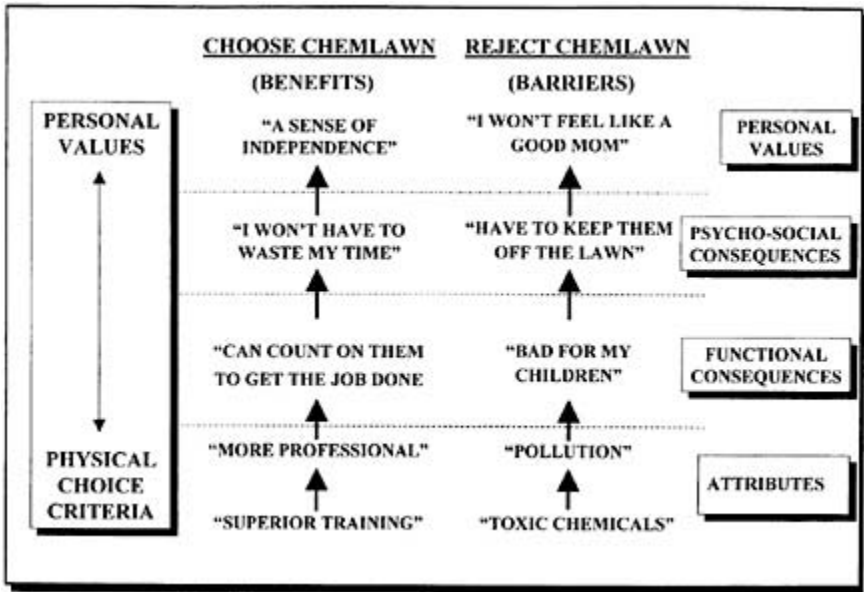 CHOOSE CHEMLAWN
(BENEFITS)
REJECT CHEMLAWN
(BARRIERS)
PERSONAL
VALUES
"A SENSE OF
INDEPENDENCE"
"I WON'T FEEL LIKE A
GOOD MOM"
PERSONAL
VALUES
"I WON'T HAVE TO
WASTE MY TIME"
"HAVE TO KEEP THEM
OFF THE LAWN"
PSYCHO-SOCIAL
CONSEQUENCES
"CAN COUNT ON THEM
TO GET THE JOB DONE
"BAD FOR MY
CHILDREN"
FUNCTIONAL
CONSEQUENCES
PHYSICAL
CHOICE
CRITERIA
"MORE PROFESSIONAL"
"POLLUTION"
ATTRIBUTES
"SUPERIOR TRAINING"
"TOXIC CHEMICALS"